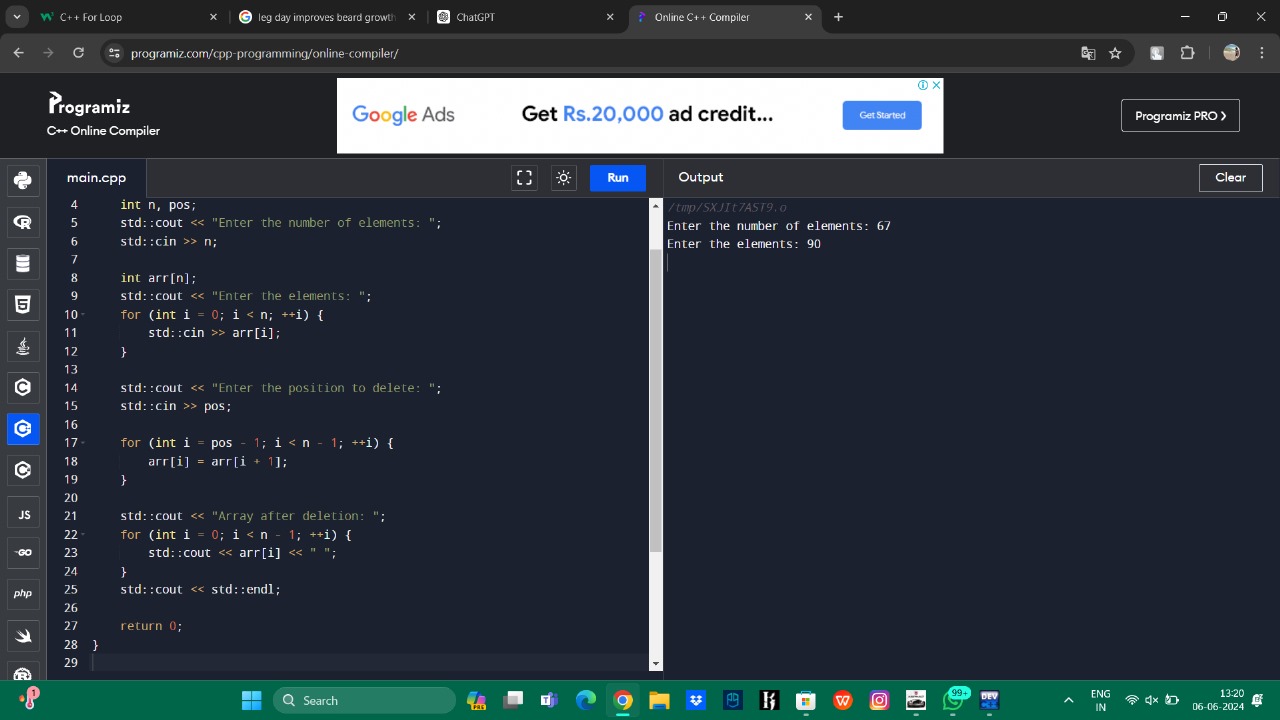 C++ For Loop
leg day improves beard growth
ChatGPT
Online C++ Compiler
programiz.com/cpp-programming/online-compiler/
Programiz
C++ Online Compiler
Google Ads
Get Rs.20,000 ad credit...
Get Started
Programiz PRO
main.cpp
Run
Output
Clear
4 int n, pos;
5 std::cout << "Enter the number of elements: ";
6 std::cin >> n;
7
8 int arr[n];
9 std::cout << "Enter the elements: ";
10 for (int i = 0; i < n; ++i) {
11 std::cin >> arr[i];
12 }
13
14 std::cout << "Enter the position to delete: ";
15 std::cin >> pos;
16
17 for (int i = pos - 1; i < n - 1; ++i) {
18 arr[i] = arr[i + 1];
19 }
20
21 std::cout << "Array after deletion: ";
22 for (int i = 0; i < n - 1; ++i) {
23 std::cout << arr[i] << " ";
24 }
25 std::cout << std::endl;
26
27 return 0;
28 }
29
/tmp/SXJIt7AST9.o
Enter the number of elements: 67
Enter the elements: 90
JS
GO
php
1
Search
99+
DEV
ENG
IN
13:20
06-06-2024